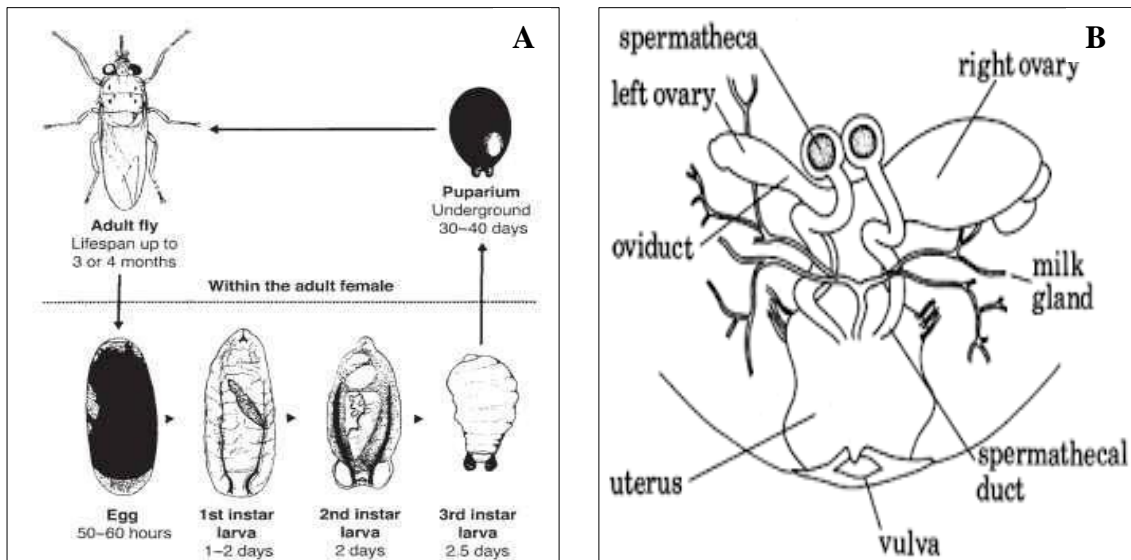 A
Adult fly
Lifespan up to
3 or 4 months
Puparium
Underground
30–40 days
Within the adult female
Egg
50–60 hours
1st instar
larva
1–2 days
2nd instar
larva
2 days
3rd instar
larva
2.5 days
B
spermatheca
left ovary
right ovary
oviduct
milk
gland
uterus
spermathecal
duct
vulva